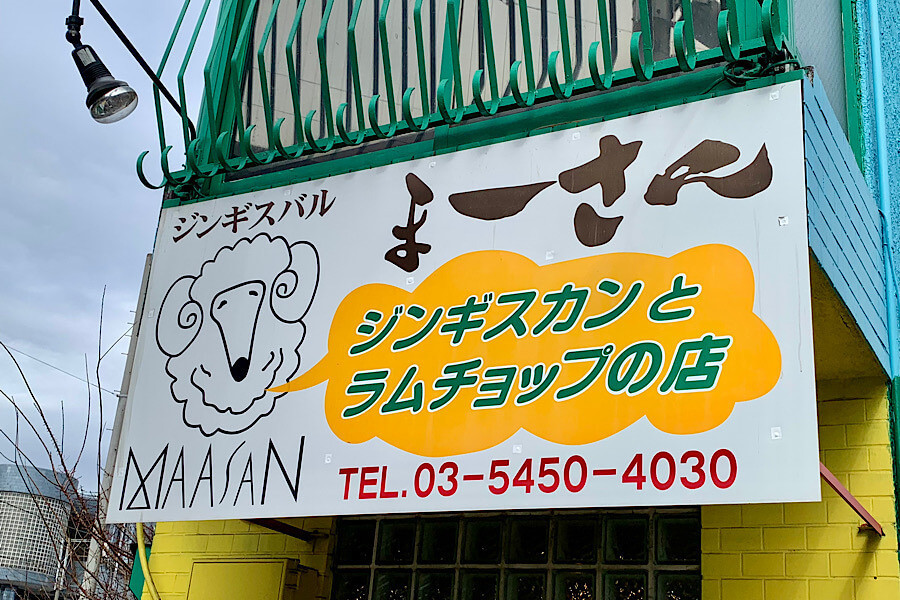 ジンギスバル
まーさん
ジンギスカンと
ラムチョップの店
MAASAN
TEL.03-5450-4030